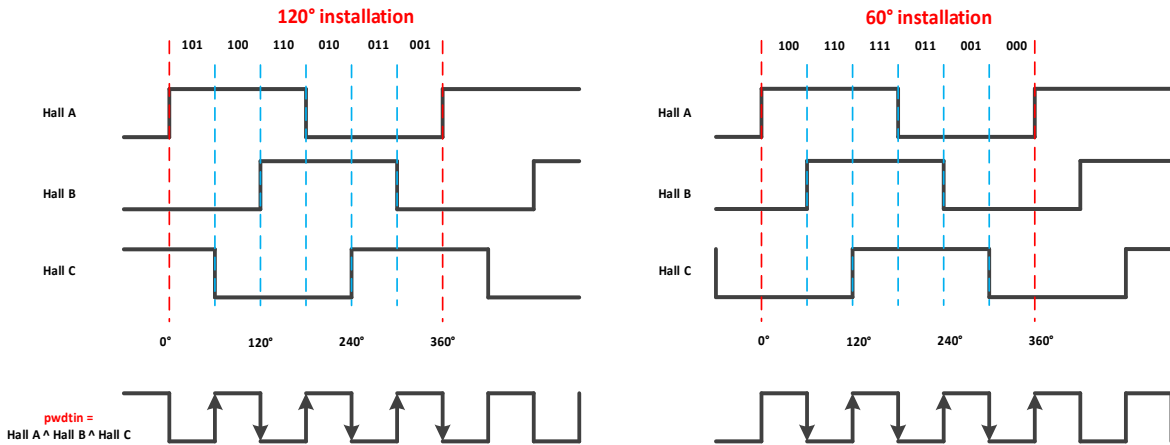 120° installation
101 100 110 010 011 001
Hall A
Hall B
Hall C
0° 120° 240° 360°
pwdtin =
Hall A ^ Hall B ^ Hall C
60° installation
100 110 111 011 001 000
Hall A
Hall B
Hall C
0° 120° 240° 360°